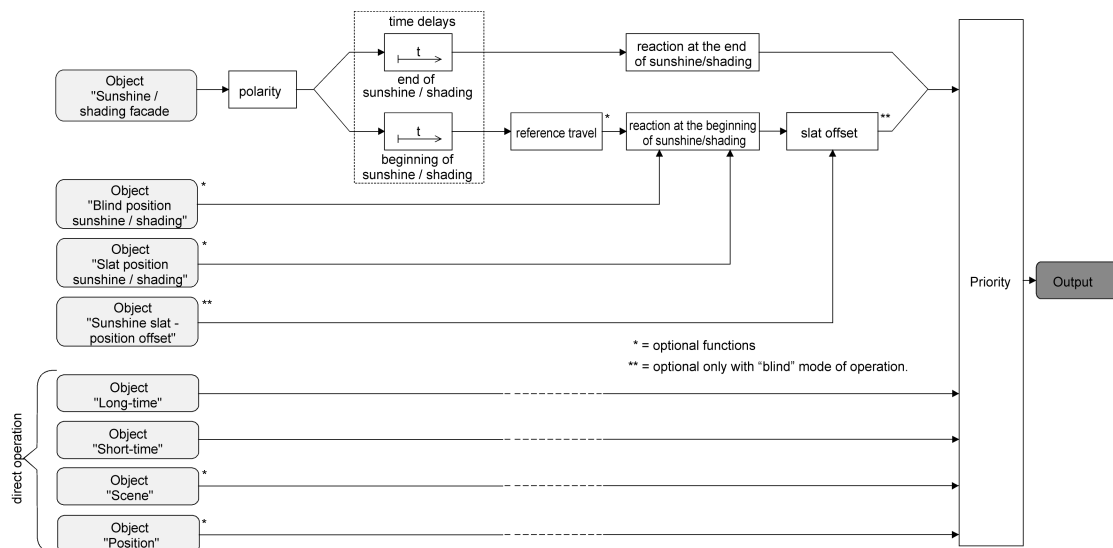 time delays
t
end of
sunshine / shading
reaction at the end
of sunshine/shading
Object
"Sunshine /
shading facade
polarity
t
beginning of
sunshine / shading
reference travel
*
reaction at the beginning
of sunshine/shading
slat offset
**
Object
"Blind position
sunshine / shading"
*
Object
"Slat position
sunshine / shading"
*
Object
"Sunshine slat -
position offset"
**
Priority
Output
* = optional functions
** = optional only with “blind” mode of operation.
direct operation
Object
"Long-time"
Object
"Short-time"
Object
"Scene"
*
Object
"Position"
*